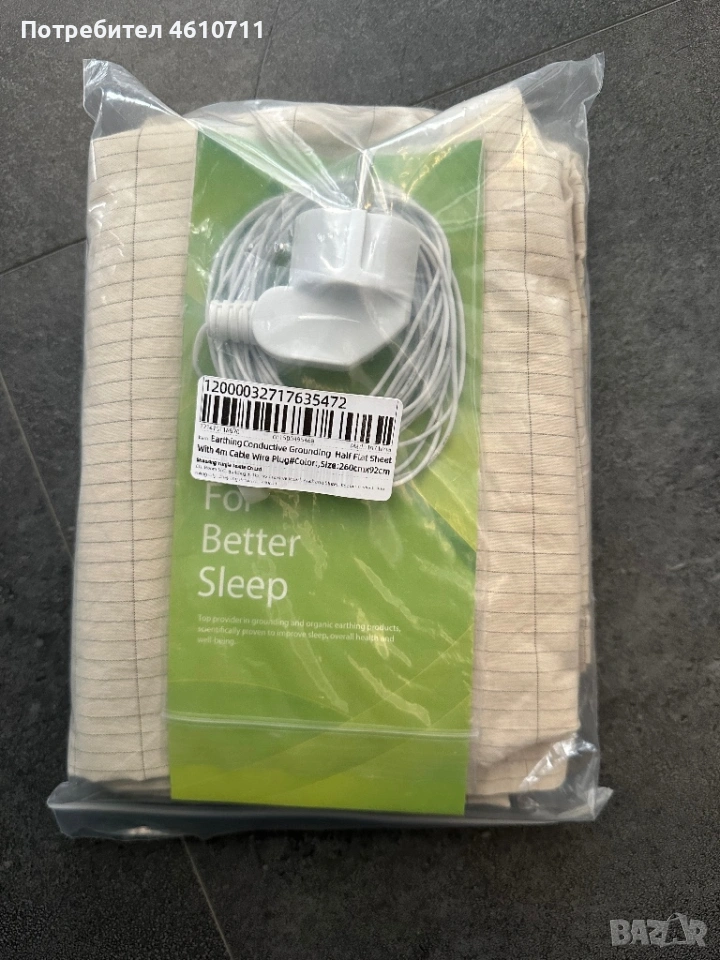 Потребител 4610711
12000032717635472
Earthing Conductive Grounding Half Flat Sheet
With 4m Cable Wire Plug#Color:,Size:260cmx92cm
For
Better
Sleep
Top provider in grounding and organic earthing products,
scientifically proven to improve sleep, overall health and
well-being.
BAZAR